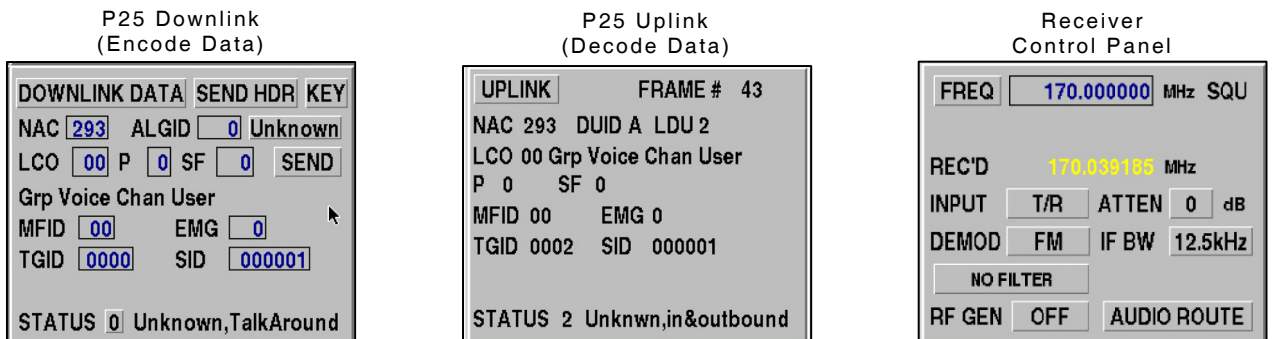 P25 Downlink
(Encode Data)
DOWNLINK DATA SEND HDR KEY
NAC 293 ALGID 0 Unknown
LCO 00 P 0 SF 0 SEND
Grp Voice Chan User
MFID 00 EMG 0
TGID 0000 SID 000001
STATUS 0 Unknown,TalkAround
P25 Uplink
(Decode Data)
UPLINK FRAME # 43
NAC 293 DUID A LDU 2
LCO 00 Grp Voice Chan User
P 0 SF 0
MFID 00 EMG 0
TGID 0002 SID 000001
STATUS 2 Unknwn,in&outbound
Receiver
Control Panel
FREQ 170.000000 MHz SQU
REC'D 170.039185 MHz
INPUT T/R ATTEN 0 dB
DEMOD FM IF BW 12.5kHz
NO FILTER
RF GEN OFF AUDIO ROUTE